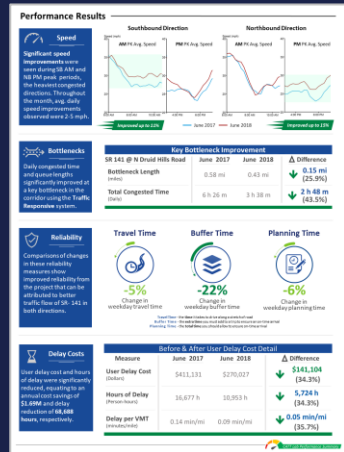 Performance Results
Southbound Direction
Northbound Direction
Speed
AM PK Avg. Speed
PM PK Avg. Speed
AM PK Avg. Speed
PM PK Avg. Speed
Significant speed
improvements were
seen during SB AM and
NB PM peak periods,
the heaviest congested
directions. Throughout
the month, avg. daily
speed improvements
observed were 2-5 mph.
June 2017
June 2018
Bottlenecks
Daily congested time
and queue lengths
significantly improved at
a key bottleneck in the
corridor using the Traffic
Responsive system.
Key Bottleneck Improvement
SR 141 @ N Druid Hills Road June 2017 June 2018 Δ Difference
Bottleneck Length 0.58 mi 0.43 mi 0.15 mi
(miles) (25.9%)
Total Congested Time 6 h 26 m 3 h 38 m 2 h 48 m
(Daily) (43.5%)
Reliability
Comparisons of changes
in these reliability
measures show
improved reliability from
the project that can be
attributed to better
traffic flow of SR- 141 in
both directions.
Travel Time Buffer Time Planning Time
-5% -22% -6%
Change in Change in Change in
weekday travel time weekday buffer time weekday planning time
Delay Costs
User delay cost and hours
of delay were significantly
reduced, equating to an
annual cost savings of
$1.69M and delay
reduction of 68,688
hours, respectively.
Before & After User Delay Cost Detail
Measure June 2017 June 2018 Δ Difference
User Delay Cost $411,131 $270,027 $141,104
(Dollars) (34.3%)
Hours of Delay 16,677 h 10,953 h 5,724 h
(Person-hours) (34.3%)
Delay per VMT 0.14 min/mi 0.09 min/mi 0.05 min/mi
(minutes/mile) (35.7%)